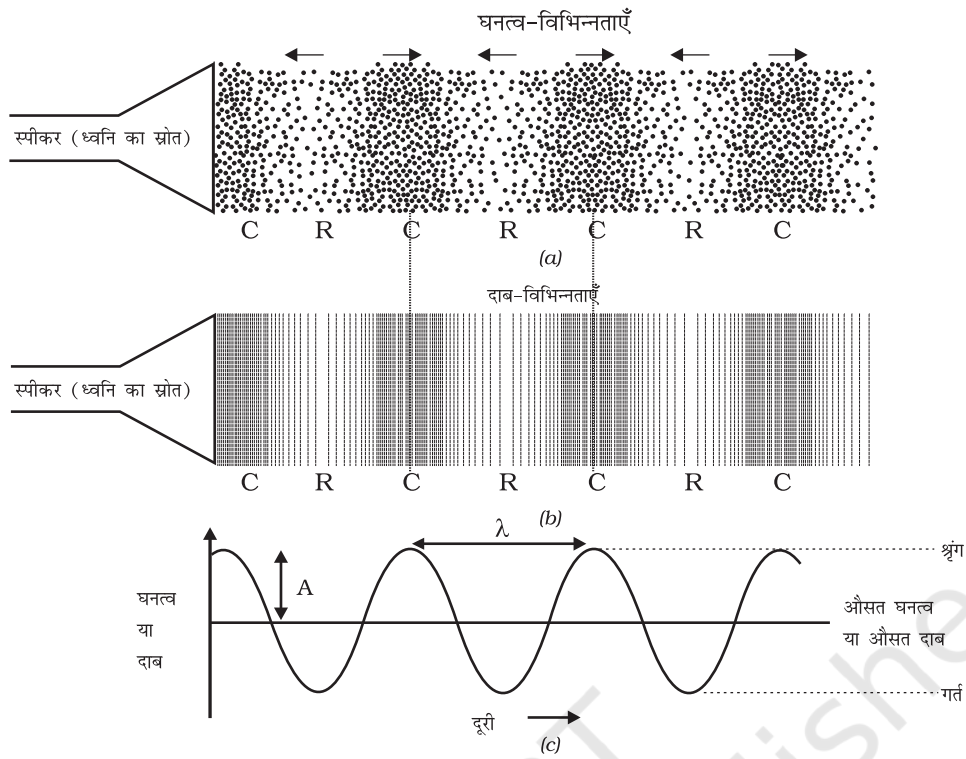 घनत्व-विभिन्नताएँ
स्पीकर (ध्वनि का स्रोत)
C R C R C R C
(a)
दाब-विभिन्नताएँ
स्पीकर (ध्वनि का स्रोत)
C R C R C R C
(b)
λ
श्रृंग
A
घनत्व
या
दाब
औसत घनत्व
या औसत दाब
गर्त
दूरी
(c)